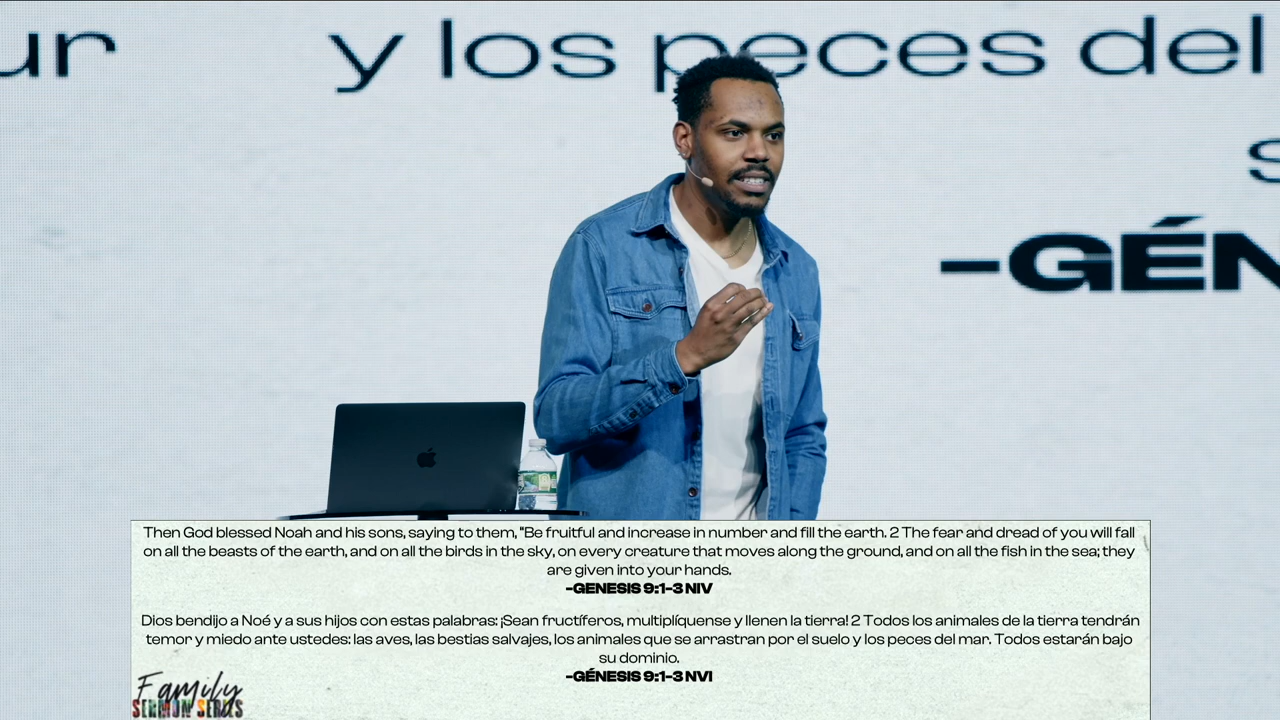 ur y los peces del
s
-GÉN
Then God blessed Noah and his sons, saying to them, "Be fruitful and increase in number and fill the earth. 2 The fear and dread of you will fall
on all the beasts of the earth, and on all the birds in the sky, on every creature that moves along the ground, and on all the fish in the sea; they
are given into your hands.
-GENESIS 9:1-3 NIV
Dios bendijo a Noé y a sus hijos con estas palabras: ¡Sean fructíferos, multiplíquense y llenen la tierra! 2 Todos los animales de la tierra tendrán
temor y miedo ante ustedes: las aves, las bestias salvajes, los animales que se arrastran por el suelo y los peces del mar. Todos estarán bajo
su dominio.
-GÉNESIS 9:1-3 NVI
Family
SERMON SERIES